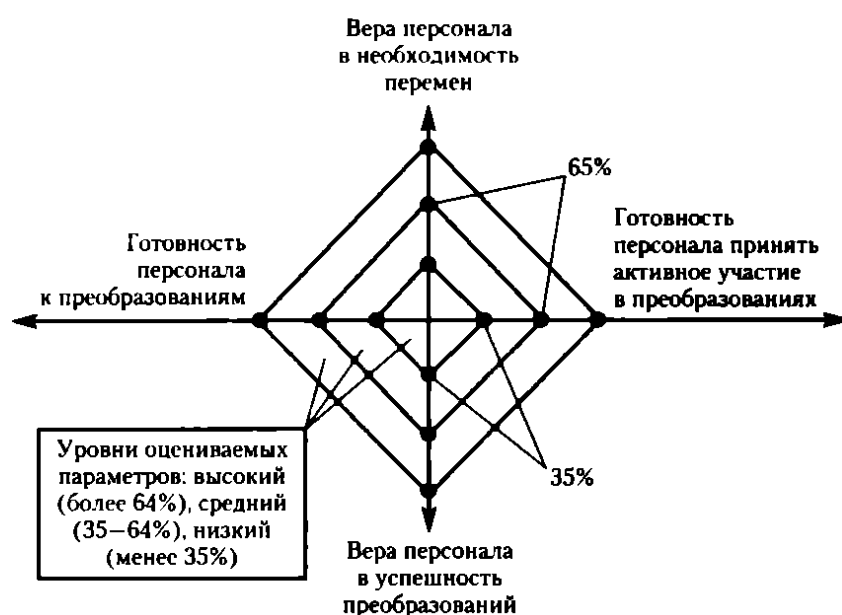 Вера персонала
в необходимость
перемен
65%
Готовность
персонала
к преобразованиям
Готовность
персонала принять
активное участие
в преобразованиях
Уровни оцениваемых
параметров: высокий
(более 64%), средний
(35–64%), низкий
(менее 35%)
35%
Вера персонала
в успешность
преобразований